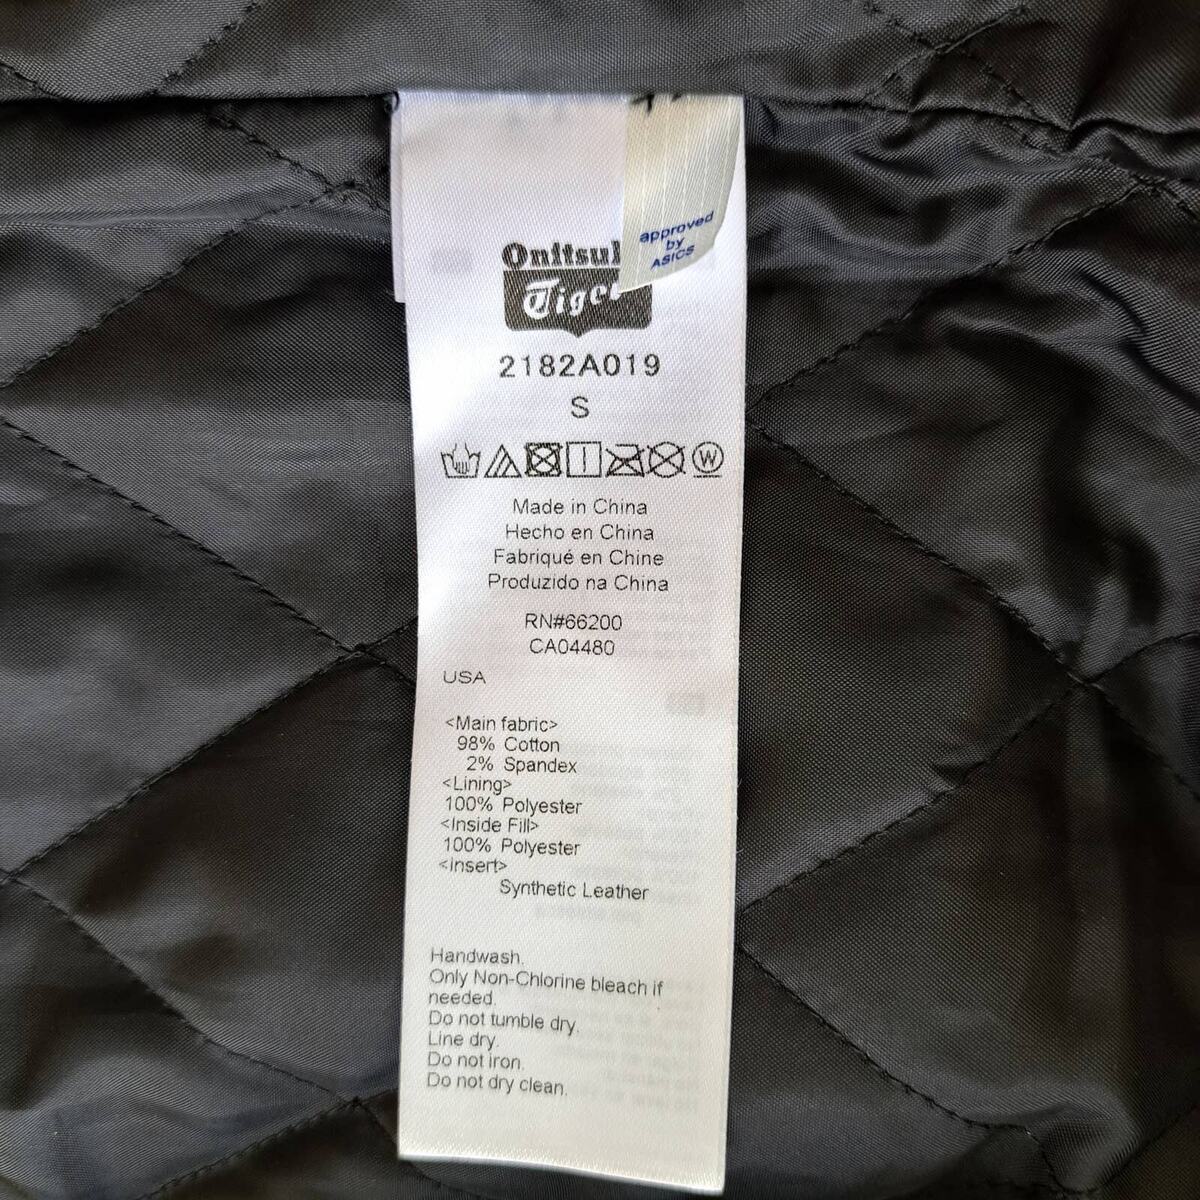 approved
by
ASICS
Tiger
2182A019
S
W
Made in China
Hecho en China
Fabriqué en Chine
Produzido na China
RN#66200
CA04480
USA
<Main fabric>
98% Cotton
2% Spandex
<Lining>
100% Polyester
<Inside Fill>
100% Polyester
<Insert>
Synthetic Leather
Handwash.
Only Non-Chlorine bleach if
needed.
Do not tumble dry.
Line dry.
Do not iron.
Do not dry clean.